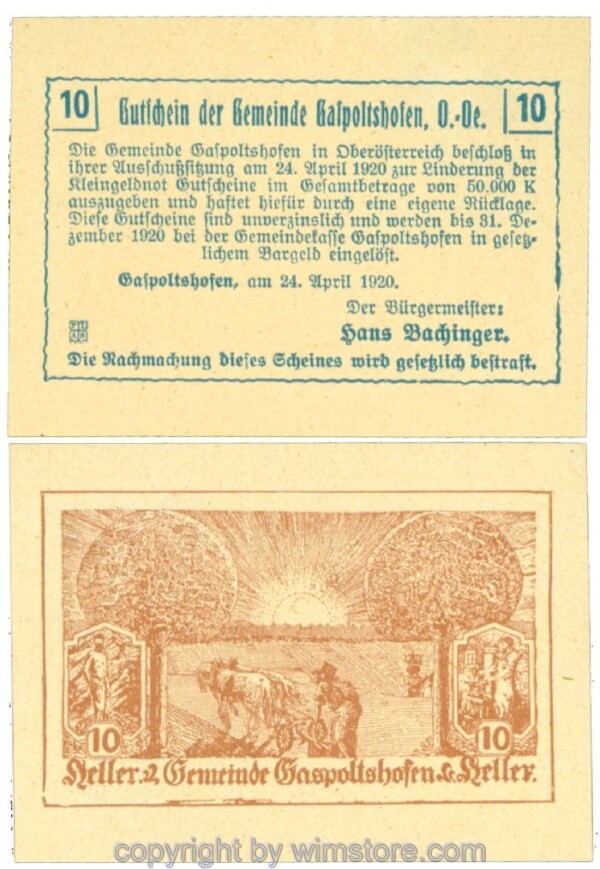 10 Gutschein der Gemeinde Gaspoltshofen, O.-Oe. 10
Die Gemeinde Gaspoltshofen in Oberösterreich beschloß in
ihrer Ausschußsitzung am 24. April 1920 zur Linderung der
Kleingeldnot Gutscheine im Gesamtbetrage von 50.000 K
auszugeben und haftet hiefür durch eine eigene Rücklage.
Diese Gutscheine sind unverzinslich und werden bis 31. De-
zember 1920 bei der Gemeindekasse Gaspoltshofen in gesetz-
lichem Bargeld eingelöst.
Gaspoltshofen, am 24. April 1920.
Der Bürgermeister:
Hans Bachinger.
Die Nachmachung dieses Scheines wird gesetzlich bestraft.
10 10
Heller. Gemeinde Gaspoltshofen Heller.
copyright by wimstore.com